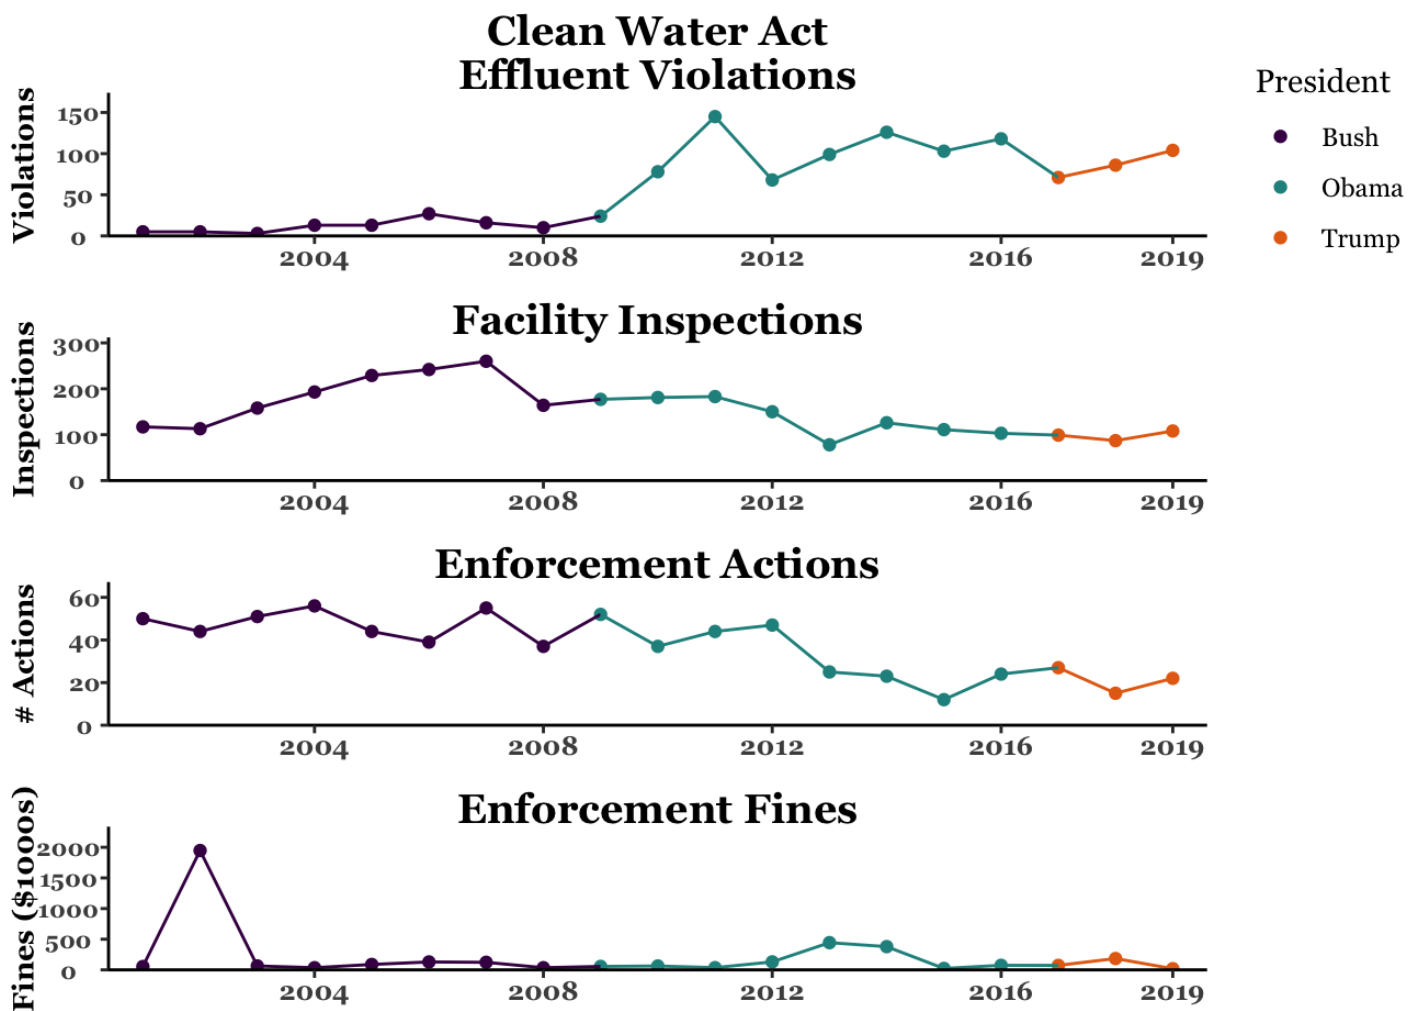 Clean Water Act
Effluent Violations
Violations
150
100
50
0
2004 2008 2012 2016 2019
President
Bush
Obama
Trump
Facility Inspections
Inspections
300
200
100
0
2004 2008 2012 2016 2019
Enforcement Actions
# Actions
60
40
20
0
2004 2008 2012 2016 2019
Enforcement Fines
Fines ($1000s)
2000
1500
1000
500
0
2004 2008 2012 2016 2019